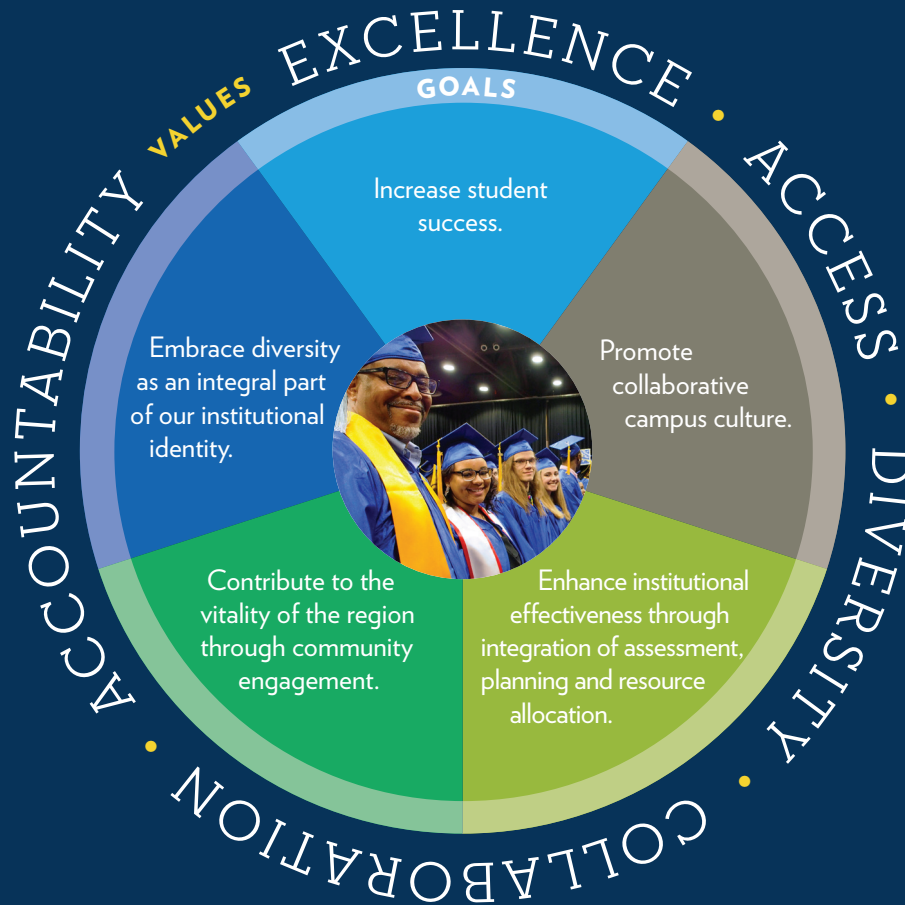 VALUES
EXCELLENCE • ACCESS • DIVERSITY • COLLABORATION • ACCOUNTABILITY
GOALS
Increase student
success.
Promote
collaborative
campus culture.
Enhance institutional
effectiveness through
integration of assessment,
planning and resource
allocation.
Contribute to the
vitality of the region
through community
engagement.
Embrace diversity
as an integral part
of our institutional
identity.